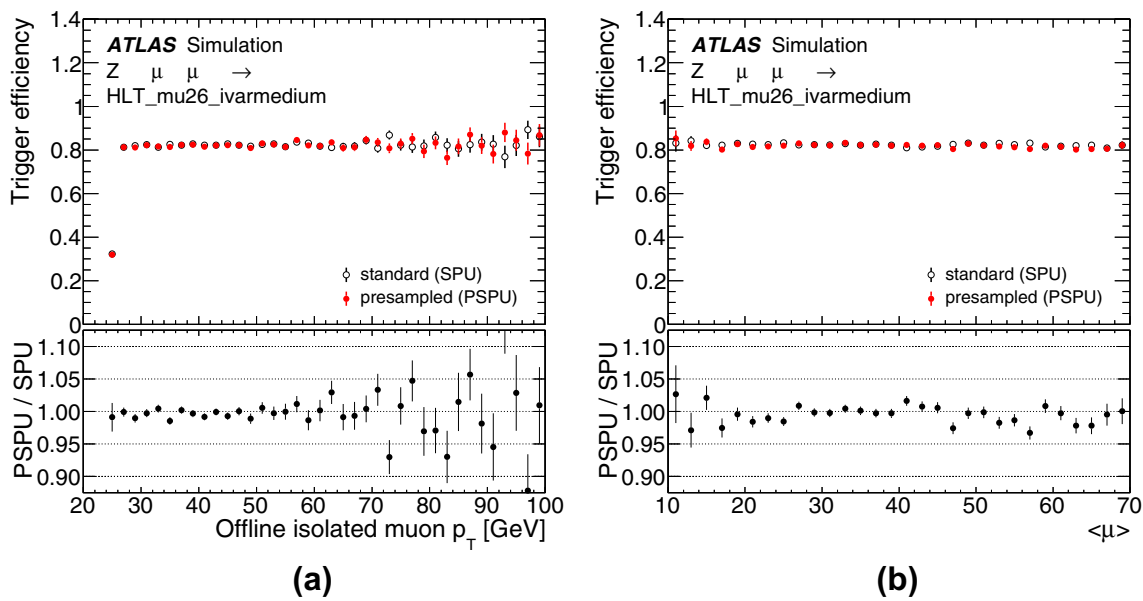 1.4
1.2
1
0.8
0.6
0.4
0.2
0
Trigger efficiency
ATLAS Simulation
Z μ μ →
HLT_mu26_ivarmedium
standard (SPU)
presampled (PSPU)
1.10
1.05
1.00
0.95
0.90
PSPU / SPU
20 30 40 50 60 70 80 90 100
Offline isolated muon pT [GeV]
(a)
1.4
1.2
1
0.8
0.6
0.4
0.2
0
Trigger efficiency
ATLAS Simulation
Z μ μ →
HLT_mu26_ivarmedium
standard (SPU)
presampled (PSPU)
1.10
1.05
1.00
0.95
0.90
PSPU / SPU
10 20 30 40 50 60 70
<μ>
(b)